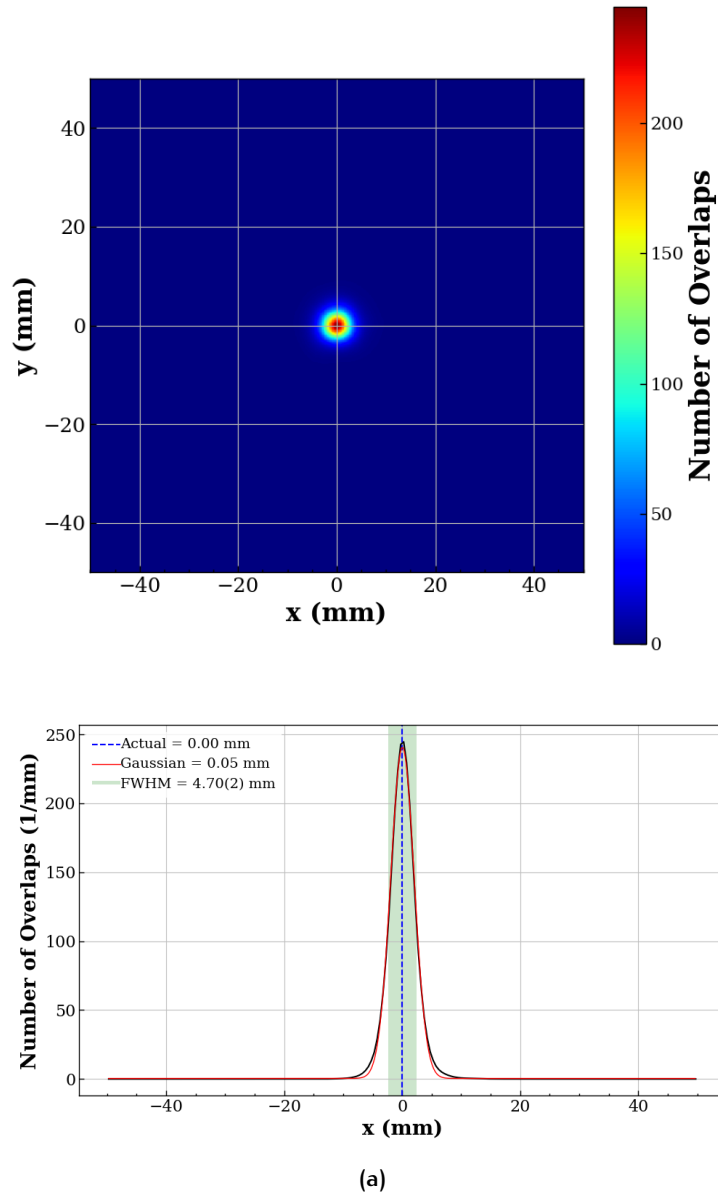 200
150
100
50
0
Number of Overlaps
40
20
0
−20
−40
y (mm)
−40 −20 0 20 40
x (mm)
250
200
150
100
50
0
Number of Overlaps (1/mm)
Actual = 0.00 mm
Gaussian = 0.05 mm
FWHM = 4.70(2) mm
−40 −20 0 20 40
x (mm)
(a)